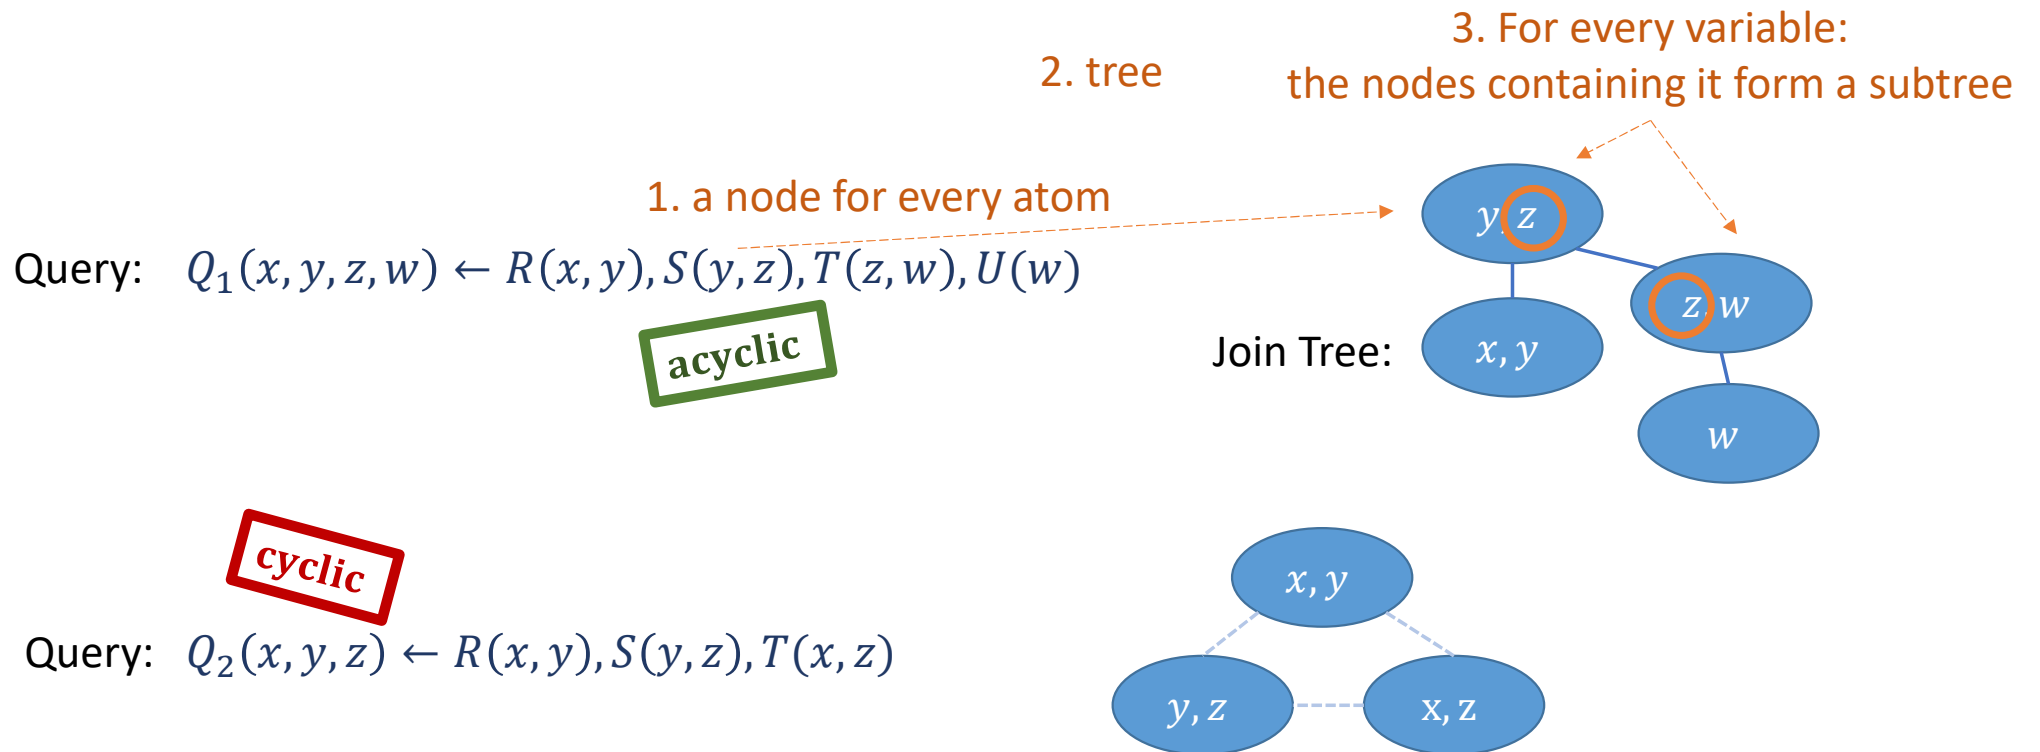 3. For every variable:
2. tree
the nodes containing it form a subtree
1. a node for every atom
y, z
Query: Q₁(x, y, z, w) ← R(x, y), S(y, z), T(z, w), U(w)
z, w
acyclic
Join Tree:
x, y
w
cyclic
x, y
Query: Q₂(x, y, z) ← R(x, y), S(y, z), T(x, z)
y, z
x, z